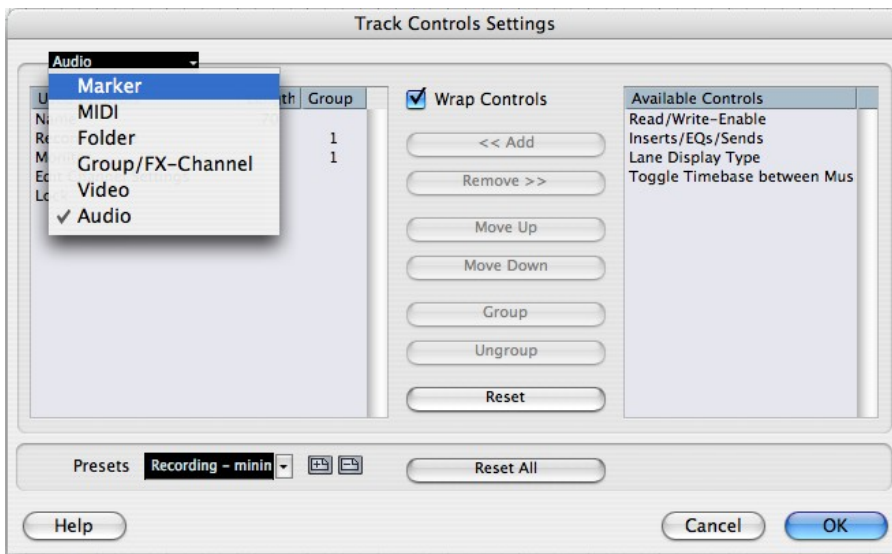 Track Controls Settings
Audio
Marker
MIDI
Folder
Group/FX-Channel
Video
✓ Audio
Group
1
1
Wrap Controls
<< Add
Remove >>
Move Up
Move Down
Group
Ungroup
Reset
Available Controls
Read/Write-Enable
Inserts/EQs/Sends
Lane Display Type
Toggle Timebase between Mus
Presets
Recording - minin
Reset All
Help
Cancel
OK